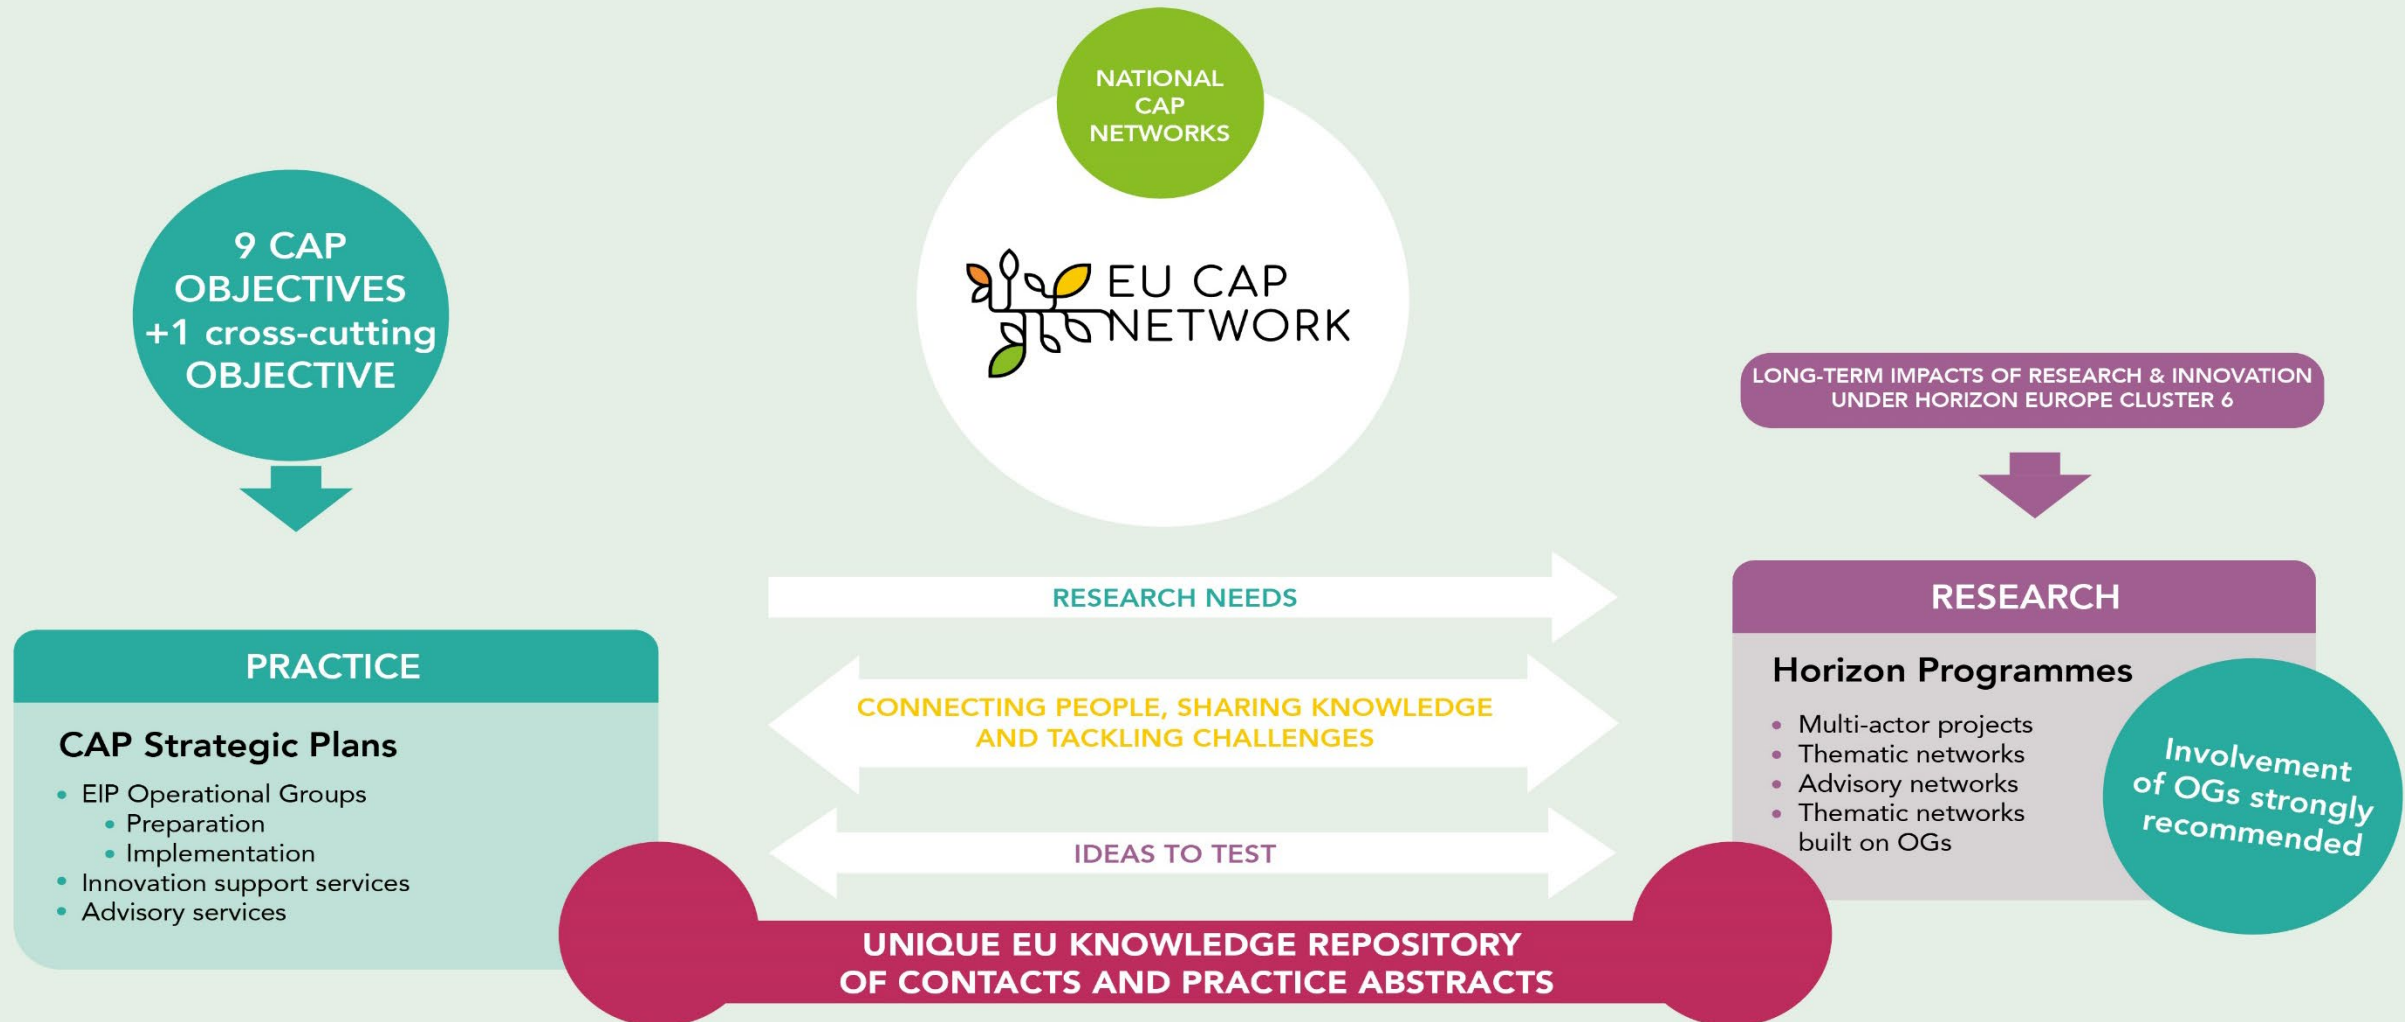 NATIONAL
CAP
NETWORKS
EU CAP
NETWORK
9 CAP
OBJECTIVES
+1 cross-cutting
OBJECTIVE
PRACTICE
CAP Strategic Plans
• EIP Operational Groups
• Preparation
• Implementation
• Innovation support services
• Advisory services
RESEARCH NEEDS
CONNECTING PEOPLE, SHARING KNOWLEDGE
AND TACKLING CHALLENGES
IDEAS TO TEST
UNIQUE EU KNOWLEDGE REPOSITORY
OF CONTACTS AND PRACTICE ABSTRACTS
LONG-TERM IMPACTS OF RESEARCH & INNOVATION
UNDER HORIZON EUROPE CLUSTER 6
RESEARCH
Horizon Programmes
• Multi-actor projects
• Thematic networks
• Advisory networks
• Thematic networks
built on OGs
Involvement
of OGs strongly
recommended